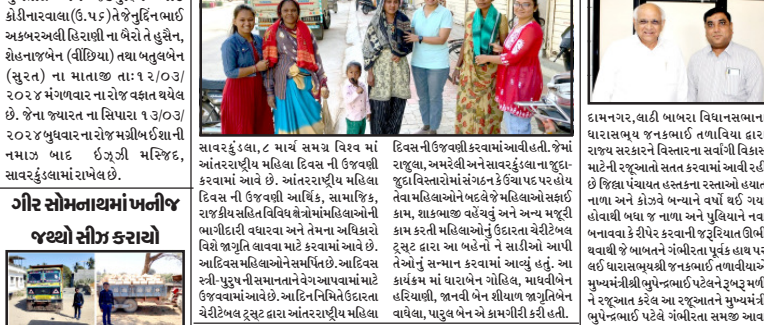 કોડીનારવાલા (ઉ.પ૬) તે જેનુદ્દિન ભાઈ
અકબરઅલી હિરાણી ના બૈરો તે હુસૈન,
શેહનાજબેન (વીંછિયા) તથા બતુલબેન
(સુરત) ના માતાજી તાઃ૧૨/૦૩/
૨૦૨૪ મંગળવાર ના રોજ વફાત થયેલ
છે. જેના જ્યારત ના સિપારા ૧૩/૦૩/
૨૦૨૪ બુધવાર ના રોજ મગ્રીબઈશા ની
નમાઝ બાદ ઇઝ્ઝી મસ્જિદ,
સાવરકુંડલામાં રાખેલ છે.
ગીર સોમનાથમાં ખનીજ
જથ્થો સીઝ કરાયો
સાવરકુંડલા,૮ માર્ચ સમગ્ર વિશ્વ માં
આંતરરાષ્ટ્રીય મહિલા દિવસ ની ઉજવણી
કરવામાં આવે છે. આંતરરાષ્ટ્રીય મહિલા
દિવસ ની ઉજવણી આર્થિક, સામાજિક,
રાજકીય સહિત વિવિધ ક્ષેત્રોમાં મહિલાઓની
ભાગીદારી વધારવા અને તેમના અધિકારો
વિશે જાગૃતિ લાવવા માટે કરવામાં આવે છે.
આ દિવસ મહિલાઓને સમર્પિત છે. આ દિવસ
સ્ત્રી-પુરુષ ની સમાનતાને વેગ આપવા માટે
ઉજવવામાં આવે છે. આ દિન નિમિતે ઉદારતા
ચેરીટેબલ ટ્રસ્ટ દ્વારા આંતરરાષ્ટ્રીય મહિલા
દિવસ ની ઉજવણી કરવામાં આવી હતી. જેમાં
રાજુલા, અમરેલી અને સાવરકુંડલા ના જુદા-
જુદા વિસ્તારોમાં સંગઠન કે ઉંચા પદ પર હોય
તેવા મહિલાઓને બદલે જે મહિલાઓ સફાઈ
કામ, શાકભાજી વહેંચવું અને અન્ય મજૂરી
કામ કરતી મહિલાઓનું ઉદારતા ચેરીટેબલ
ટ્રસ્ટ દ્વારા આ બહેનો ને સાડીઓ આપી
તેઓનું સન્માન કરવામાં આવ્યું હતું. આ
કાર્યક્રમ માં ધારાબેન ગોહિલ, માધવીબેન
હરિયાણી, જાનવી બેન શીયાળ જાગૃતિબેન
વાઘેલા, પારુલ બેન એ કામગીરી કરી હતી.
દામનગર,લાઠી બાબરા વિધાનસભાના
ધારાસભ્ય જનકભાઈ તળાવિયા દ્વારા
રાજ્ય સરકારને વિસ્તારના સર્વાંગી વિકાસ
માટેની રજૂઆતો સતત કરવામાં આવી રહી
છે જિલ્લા પંચાયત હસ્તકના રસ્તાઓ હયાત
નાળા અને કોઝવે બન્યાને વર્ષો થઈ ગયા
હોવાથી બધા જ નાળા અને પુલિયાને નવા
બનાવવા કે રીપેર કરવાની જરૂરિયાત ઊભી
થવાથી જે બાબતને ગંભીરતા પૂર્વક હાથ પર
લઈ ધારાસભ્યશ્રી જનકભાઈ તળાવીયાએ
મુખ્યમંત્રીશ્રી ભુપેન્દ્રભાઈ પટેલને રૂબરૂ મળી
ને રજૂઆત કરેલ આ રજૂઆતને મુખ્યમંત્રી
ભુપેન્દ્રભાઈ પટેલે ગંભીરતા સમજી આવા